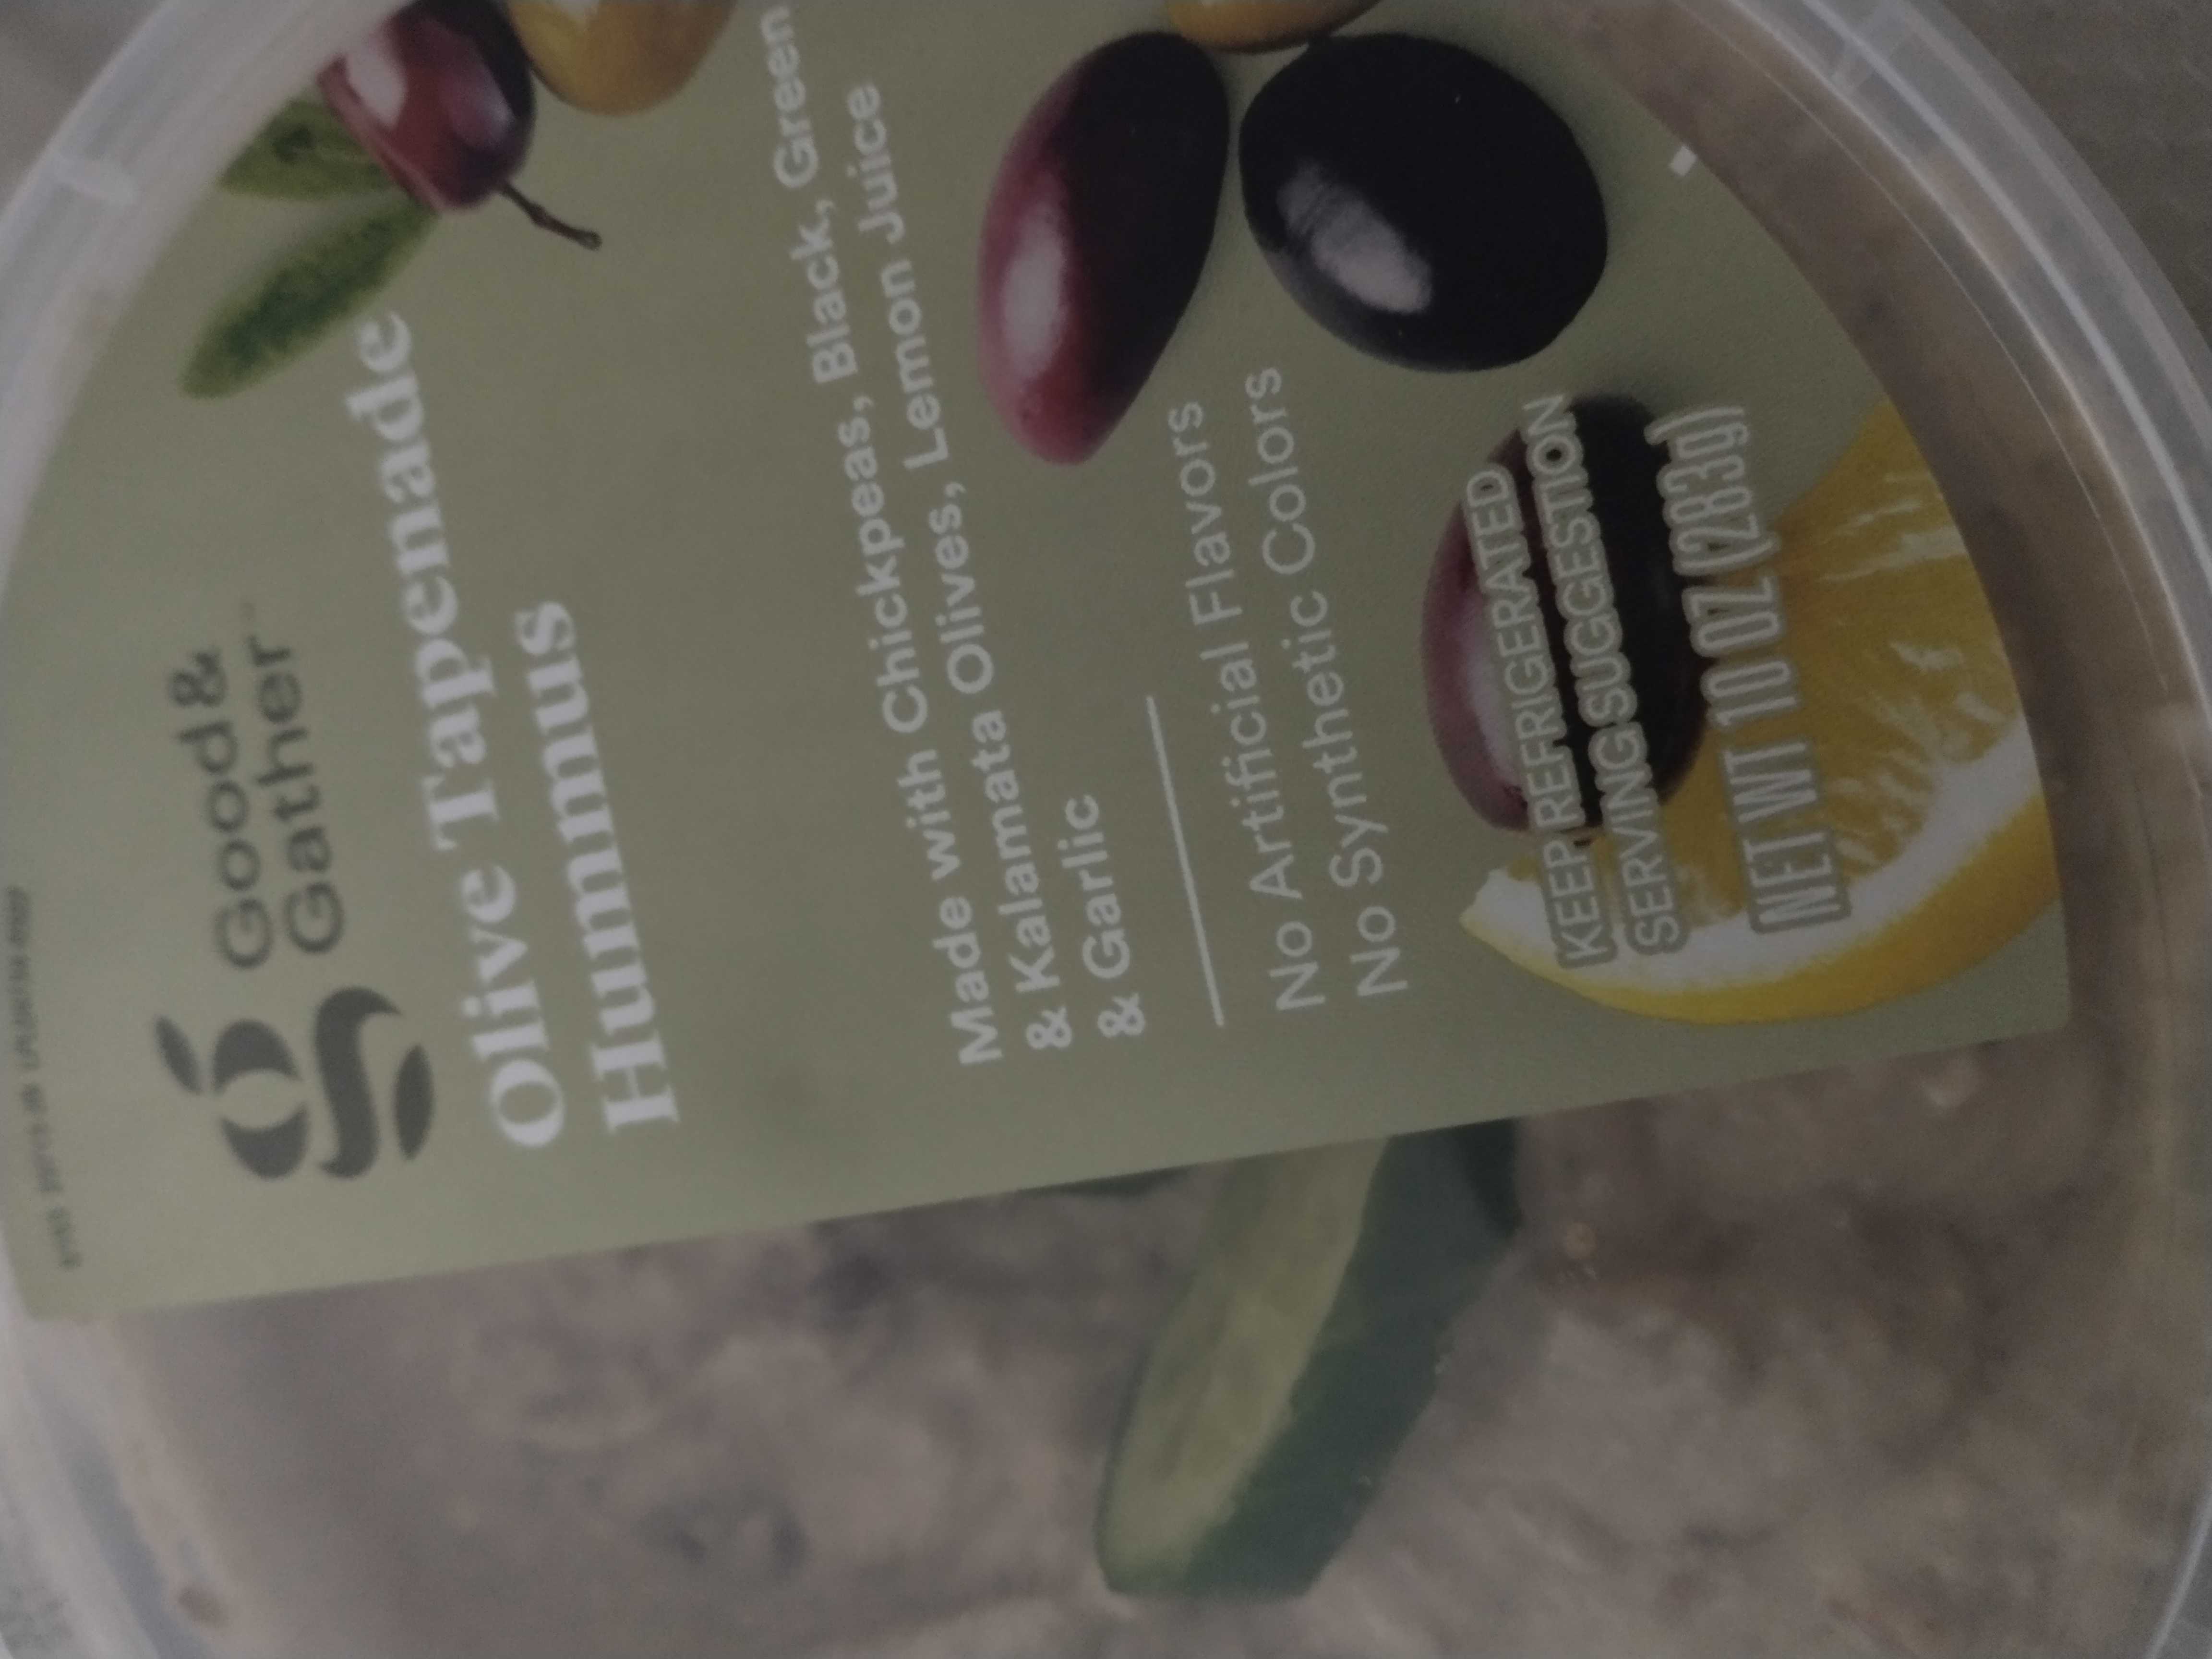 Good &
Gather™
Olive Tapenade
Hummus
Made with Chickpeas, Black, Green
& Kalamata Olives, Lemon Juice
& Garlic
No Artificial Flavors
No Synthetic Colors
KEEP REFRIGERATED
SERVING SUGGESTION
NET WT 10 OZ (283g)